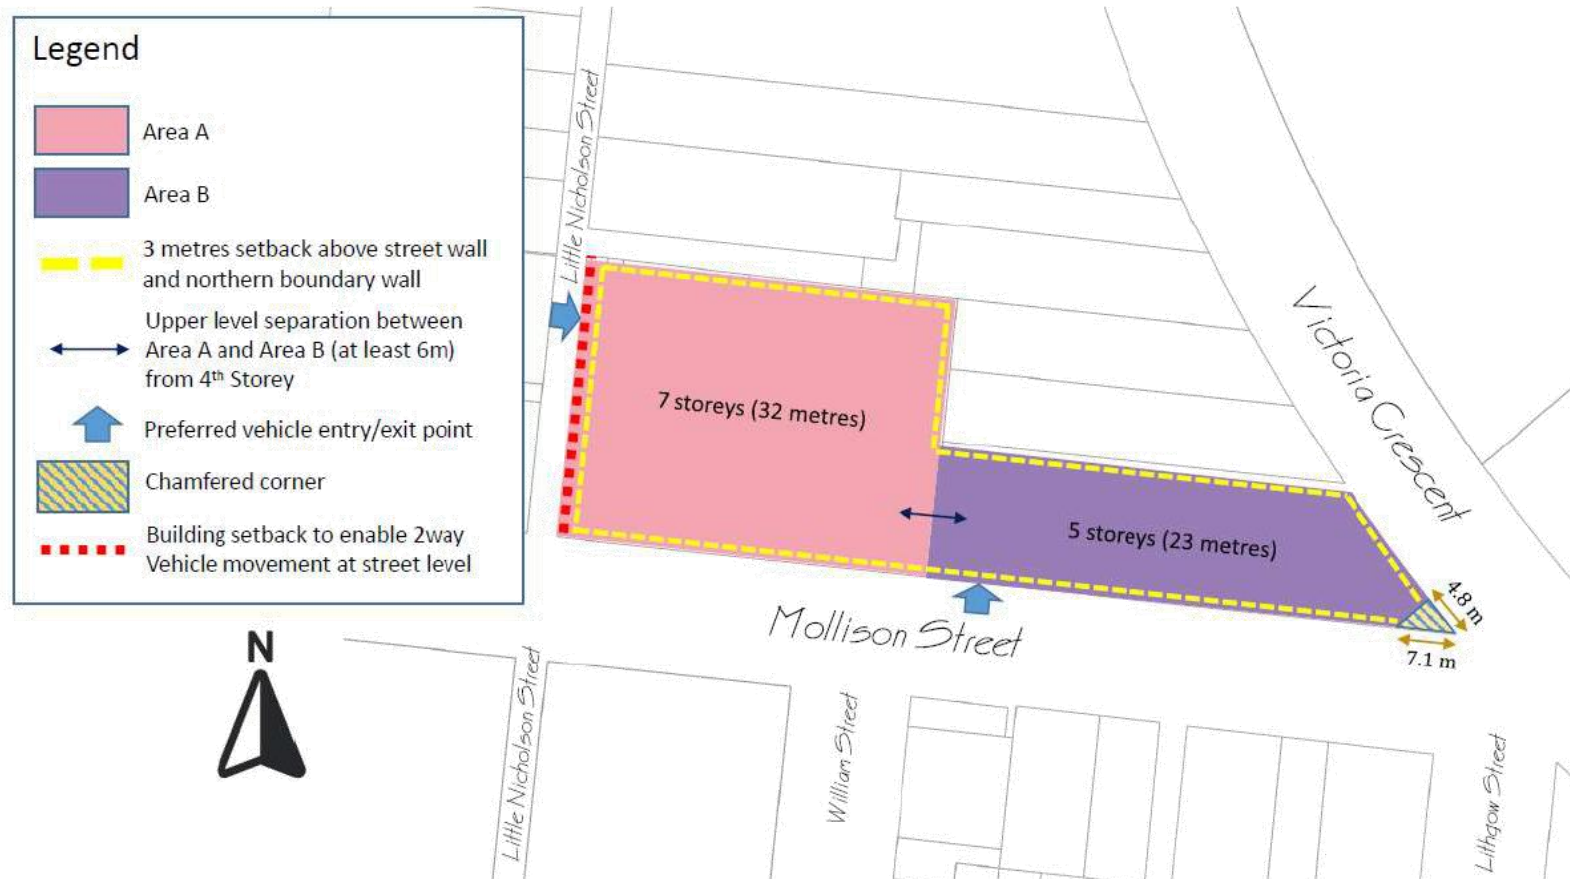 Legend
Area A
Area B
3 metres setback above street wall
and northern boundary wall
Upper level separation between
Area A and Area B (at least 6m)
from 4th Storey
Preferred vehicle entry/exit point
Chamfered corner
Building setback to enable 2way
Vehicle movement at street level
N
Little Nicholson Street
7 storeys (32 metres)
5 storeys (23 metres)
Victoria Crescent
4.8 m
7.1 m
Mollison Street
Little Nicholson Street
William Street
Lithgow Street